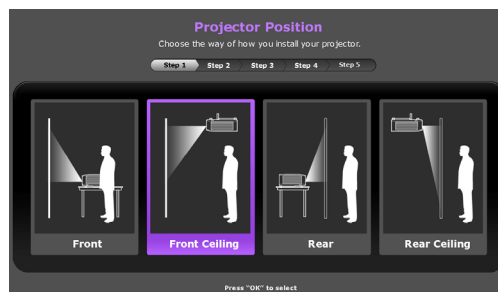 Projector Position
Choose the way of how you install your projector.
Step 1 Step 2 Step 3 Step 4 Step 5
Front Front Ceiling Rear Rear Ceiling
Press "OK" to select